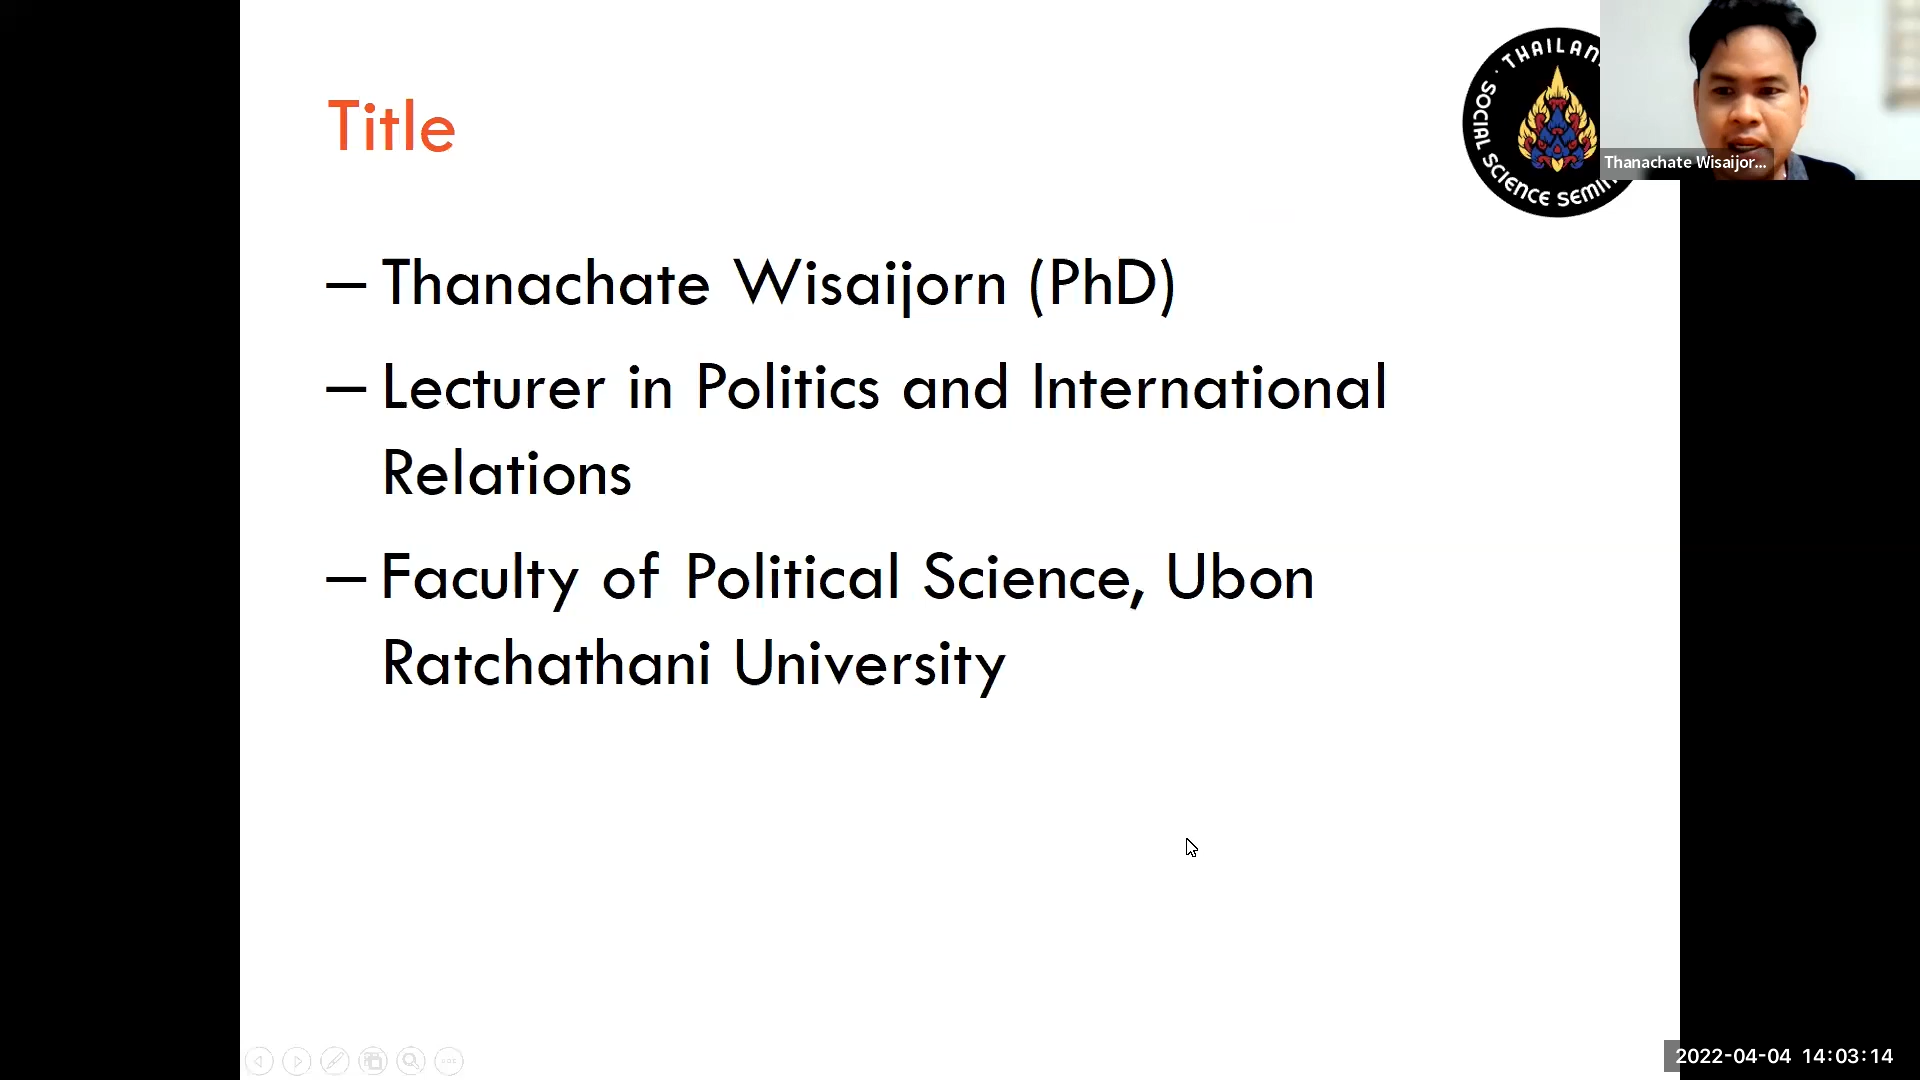 Title
THAILAN
SOCIAL SCIENCE SEMIN
Thanachate Wisaijor...
– Thanachate Wisaijorn (PhD)
– Lecturer in Politics and International
Relations
– Faculty of Political Science, Ubon
Ratchathani University
2022-04-04 14:03:14